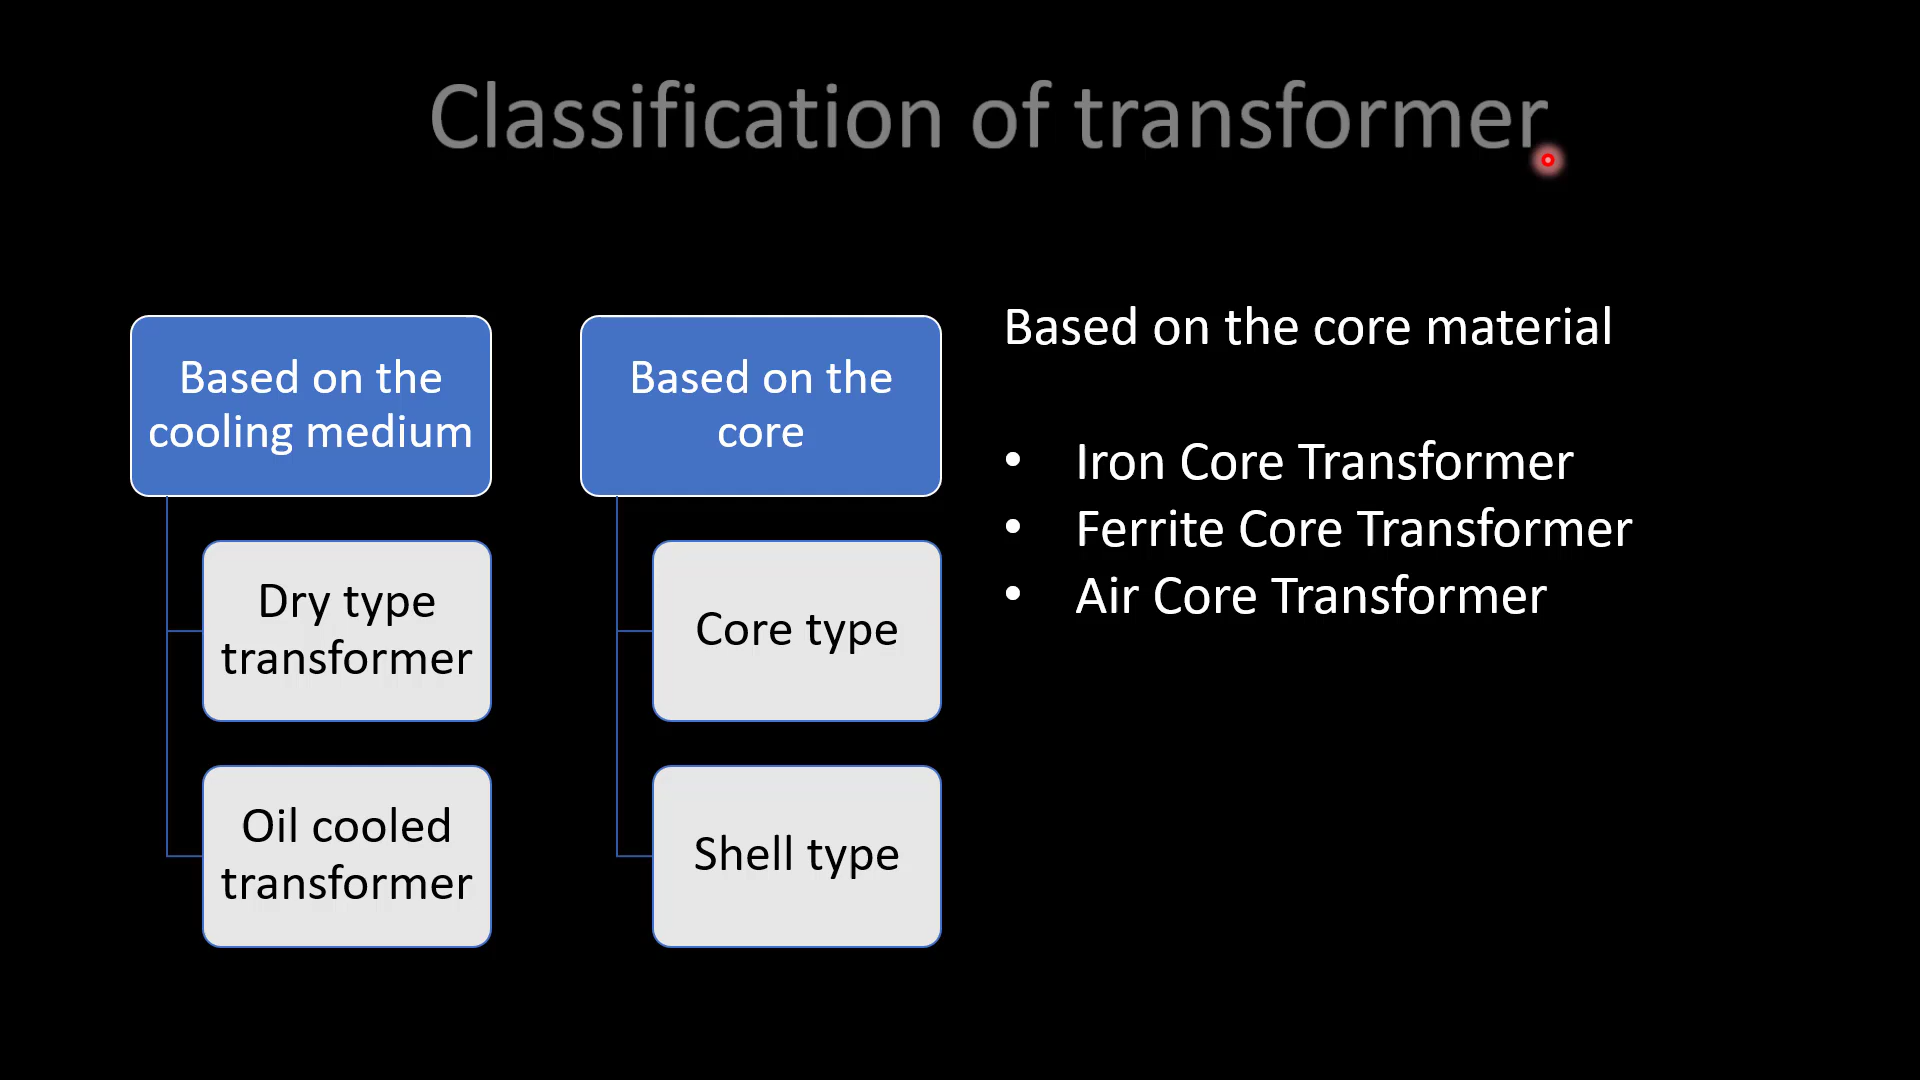 Classification of transformer
Based on the
cooling medium
Dry type
transformer
Oil cooled
transformer
Based on the
core
Core type
Shell type
Based on the core material
• Iron Core Transformer
• Ferrite Core Transformer
• Air Core Transformer